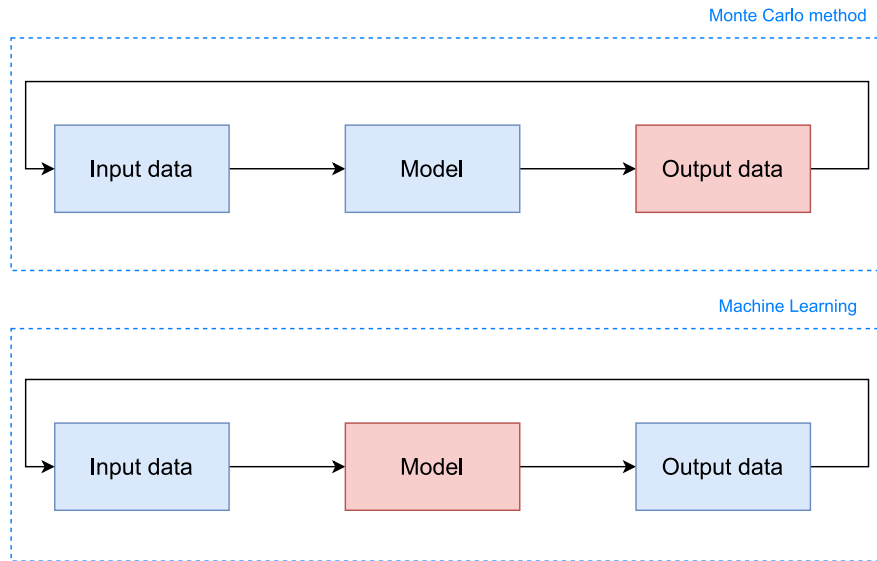 Monte Carlo method
Input data
Model
Output data
Machine Learning
Input data
Model
Output data